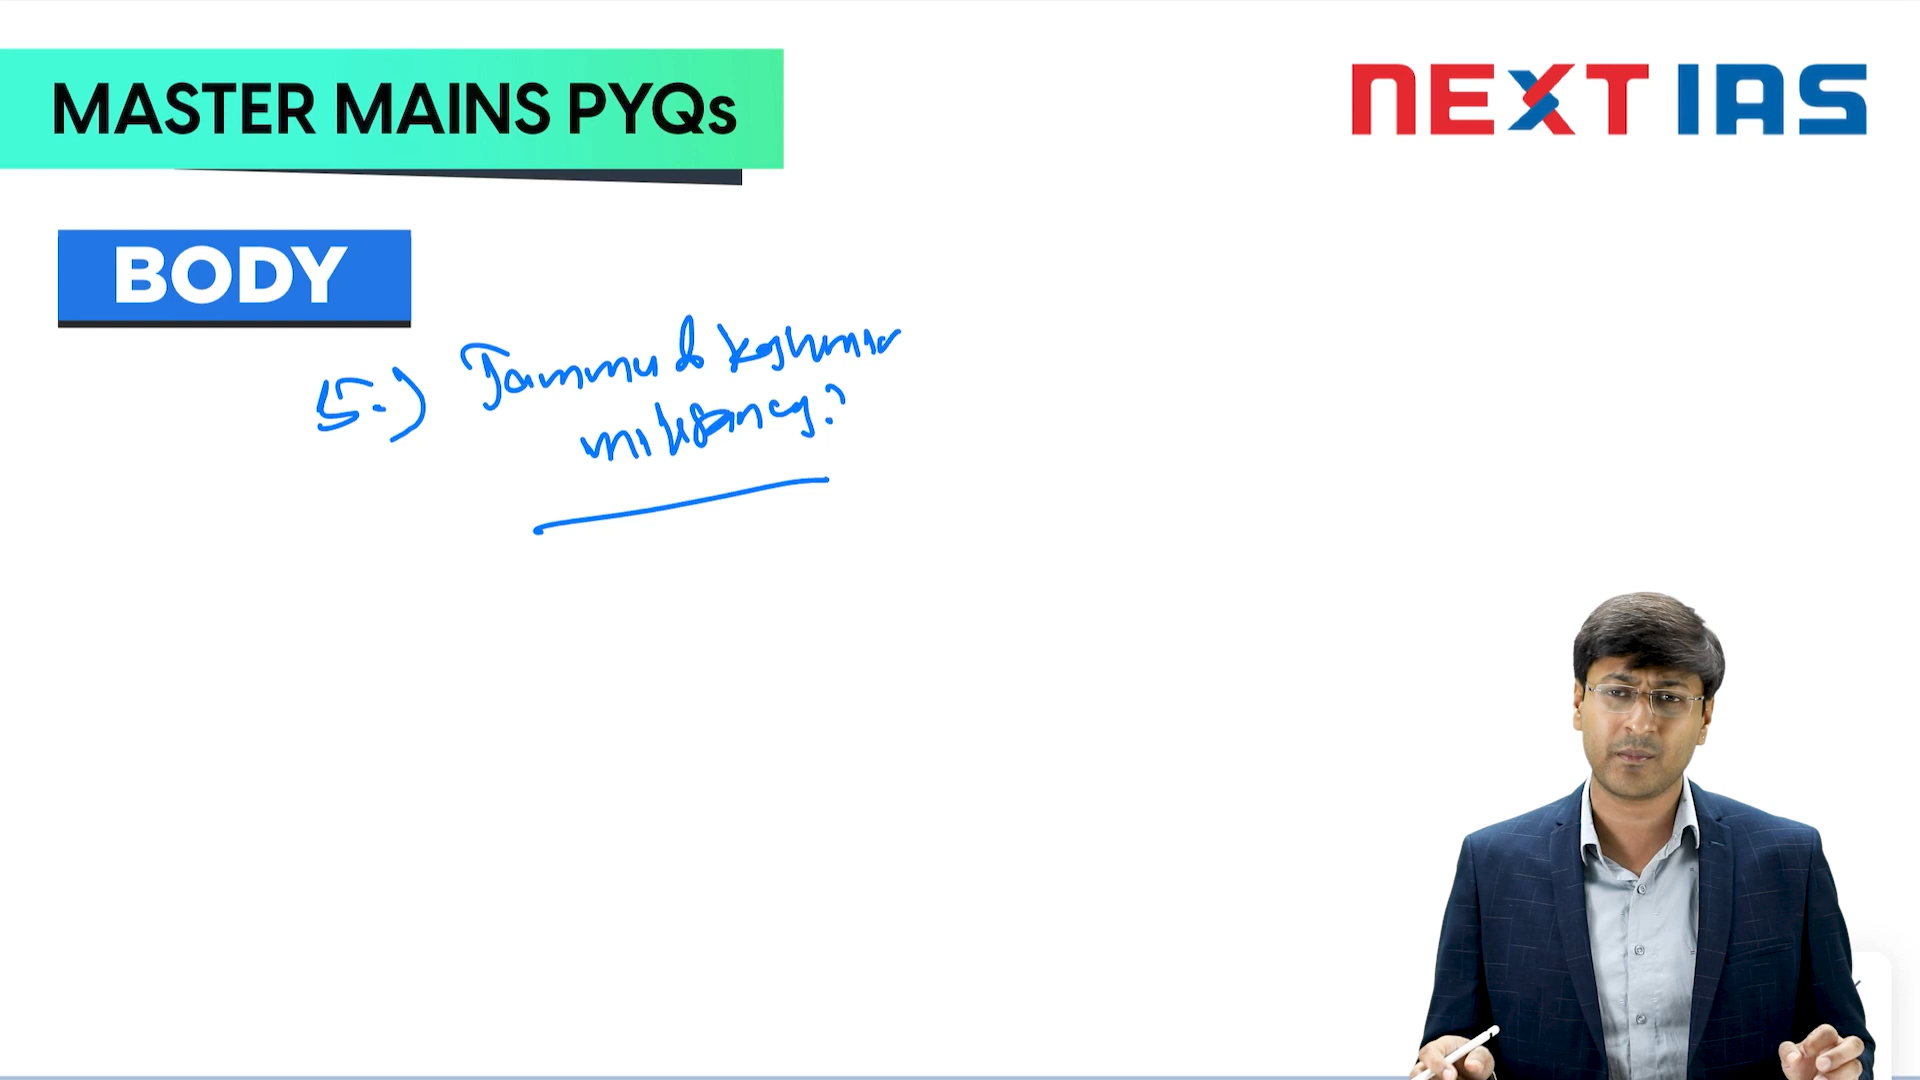 MASTER MAINS PYQs
NEXT IAS
BODY
5.) Jammu & Kashmir
militancy?